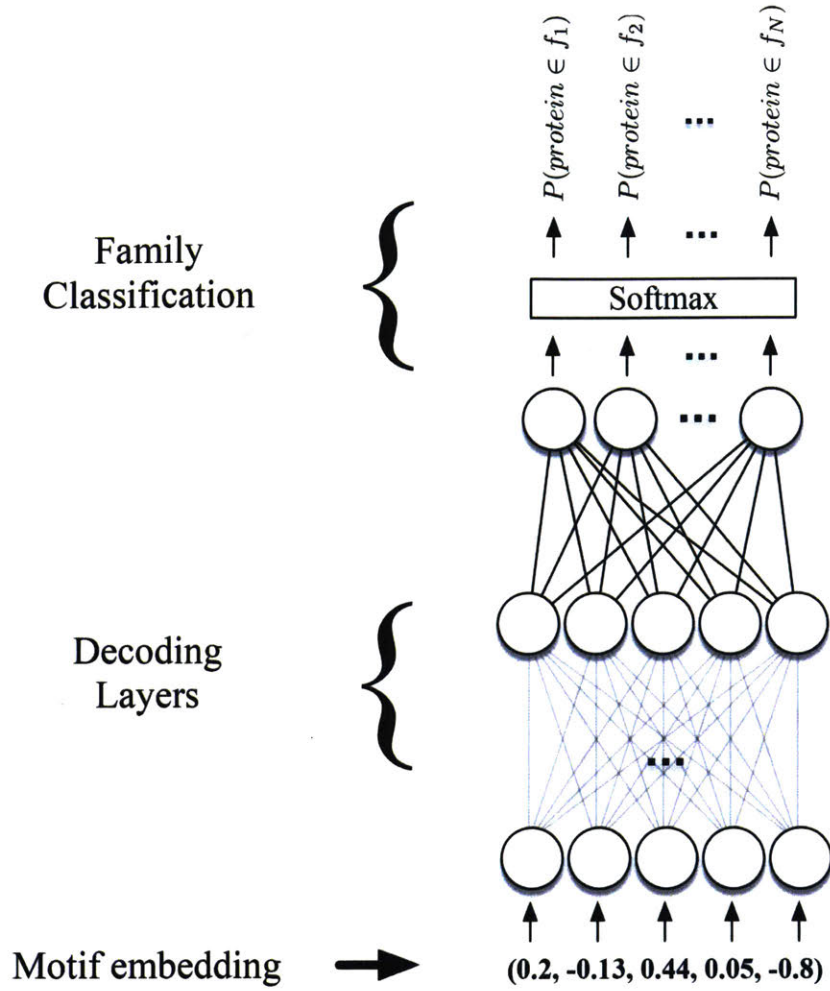 P(protein ∈ f₁) P(protein ∈ f₂) ... P(protein ∈ f_N)
...
Family
Classification
Softmax
...
...
Decoding
Layers
...
Motif embedding (0.2, -0.13, 0.44, 0.05, -0.8)